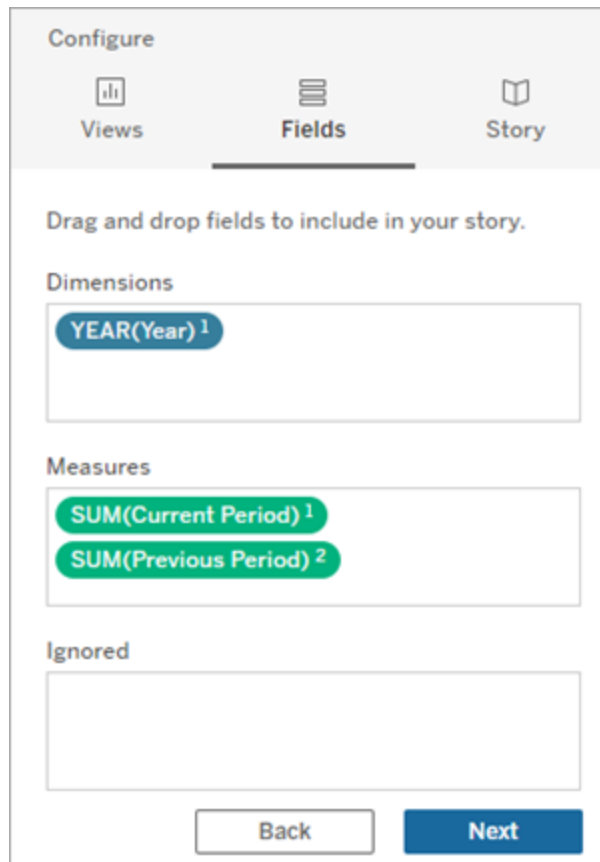 Configure
Views Fields Story
Drag and drop fields to include in your story.
Dimensions
YEAR(Year) 1
Measures
SUM(Current Period) 1
SUM(Previous Period) 2
Ignored
Back Next